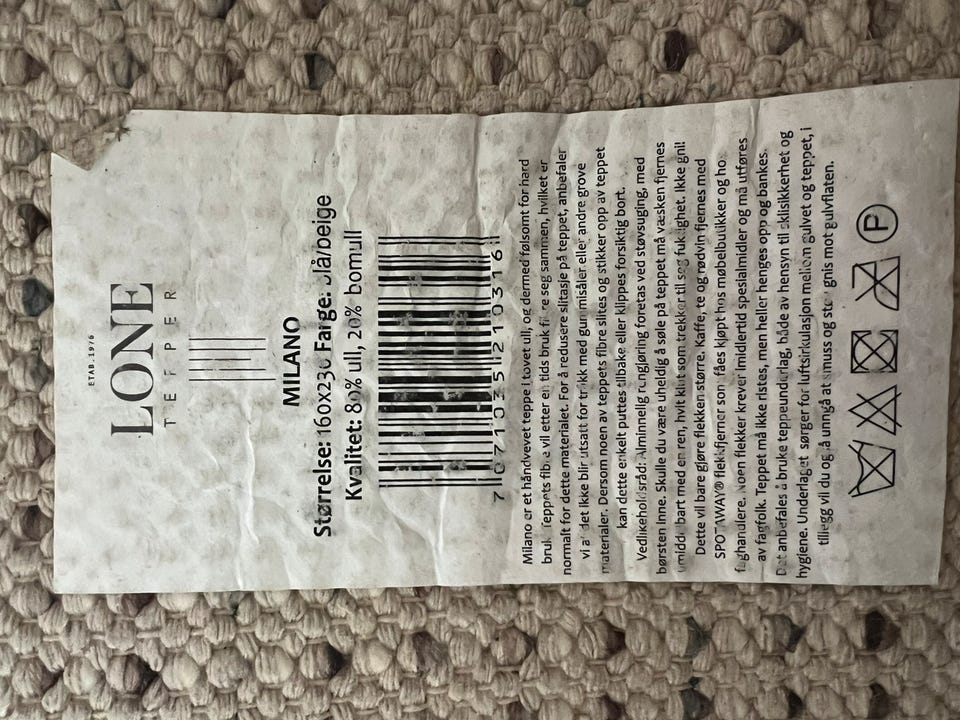 ETAB. 1976
LONE
TEPPER
MILANO
Størrelse: 160x230 Farge: blå/beige
Kvalitet: 80% ull, 20% bomull
7 071035 210316
Milano er et håndvevet teppe i tovet ull, og dermed følsomt for hard
bruk. Teppets fibre vil etter en tids bruk filtre seg sammen, hvilket er
normalt for dette materialet. For å redusere slitasje på teppet, anbefaler
vi at det ikke blir utsatt for trafikk med gummisåler eller andre grove
materialer. Dersom noen av teppets fibre slites og stikker opp av teppet
kan dette enkelt puttes tilbake eller klippes forsiktig bort.
Vedlikeholdsråd: Alminnelig rengjøring foretas ved støvsuging, med
børsten inne. Skulle du være uheldig å søle på teppet må væsken fjernes
umiddelbart med en ren, hvit klut som trekker til seg fuktighet. Ikke gni!
Dette vil bare gjøre flekken større. Kaffe, te og rødvin fjernes med
SPOTAWAY® flekkfjerner som fåes kjøpt hos møbelbutikker og hos
faghandlere. Noen flekker krever imidlertid spesialmidler og må utføres
av fagfolk. Teppet må ikke ristes, men heller henges opp og bankes.
Det anbefales å bruke teppeunderlag, både av hensyn til sklisikkerhet og
hygiene. Underlaget sørger for luftsirkulasjon mellom gulvet og teppet, i
tillegg vil du også unngå at smuss og støv gnis mot gulvflaten.
P